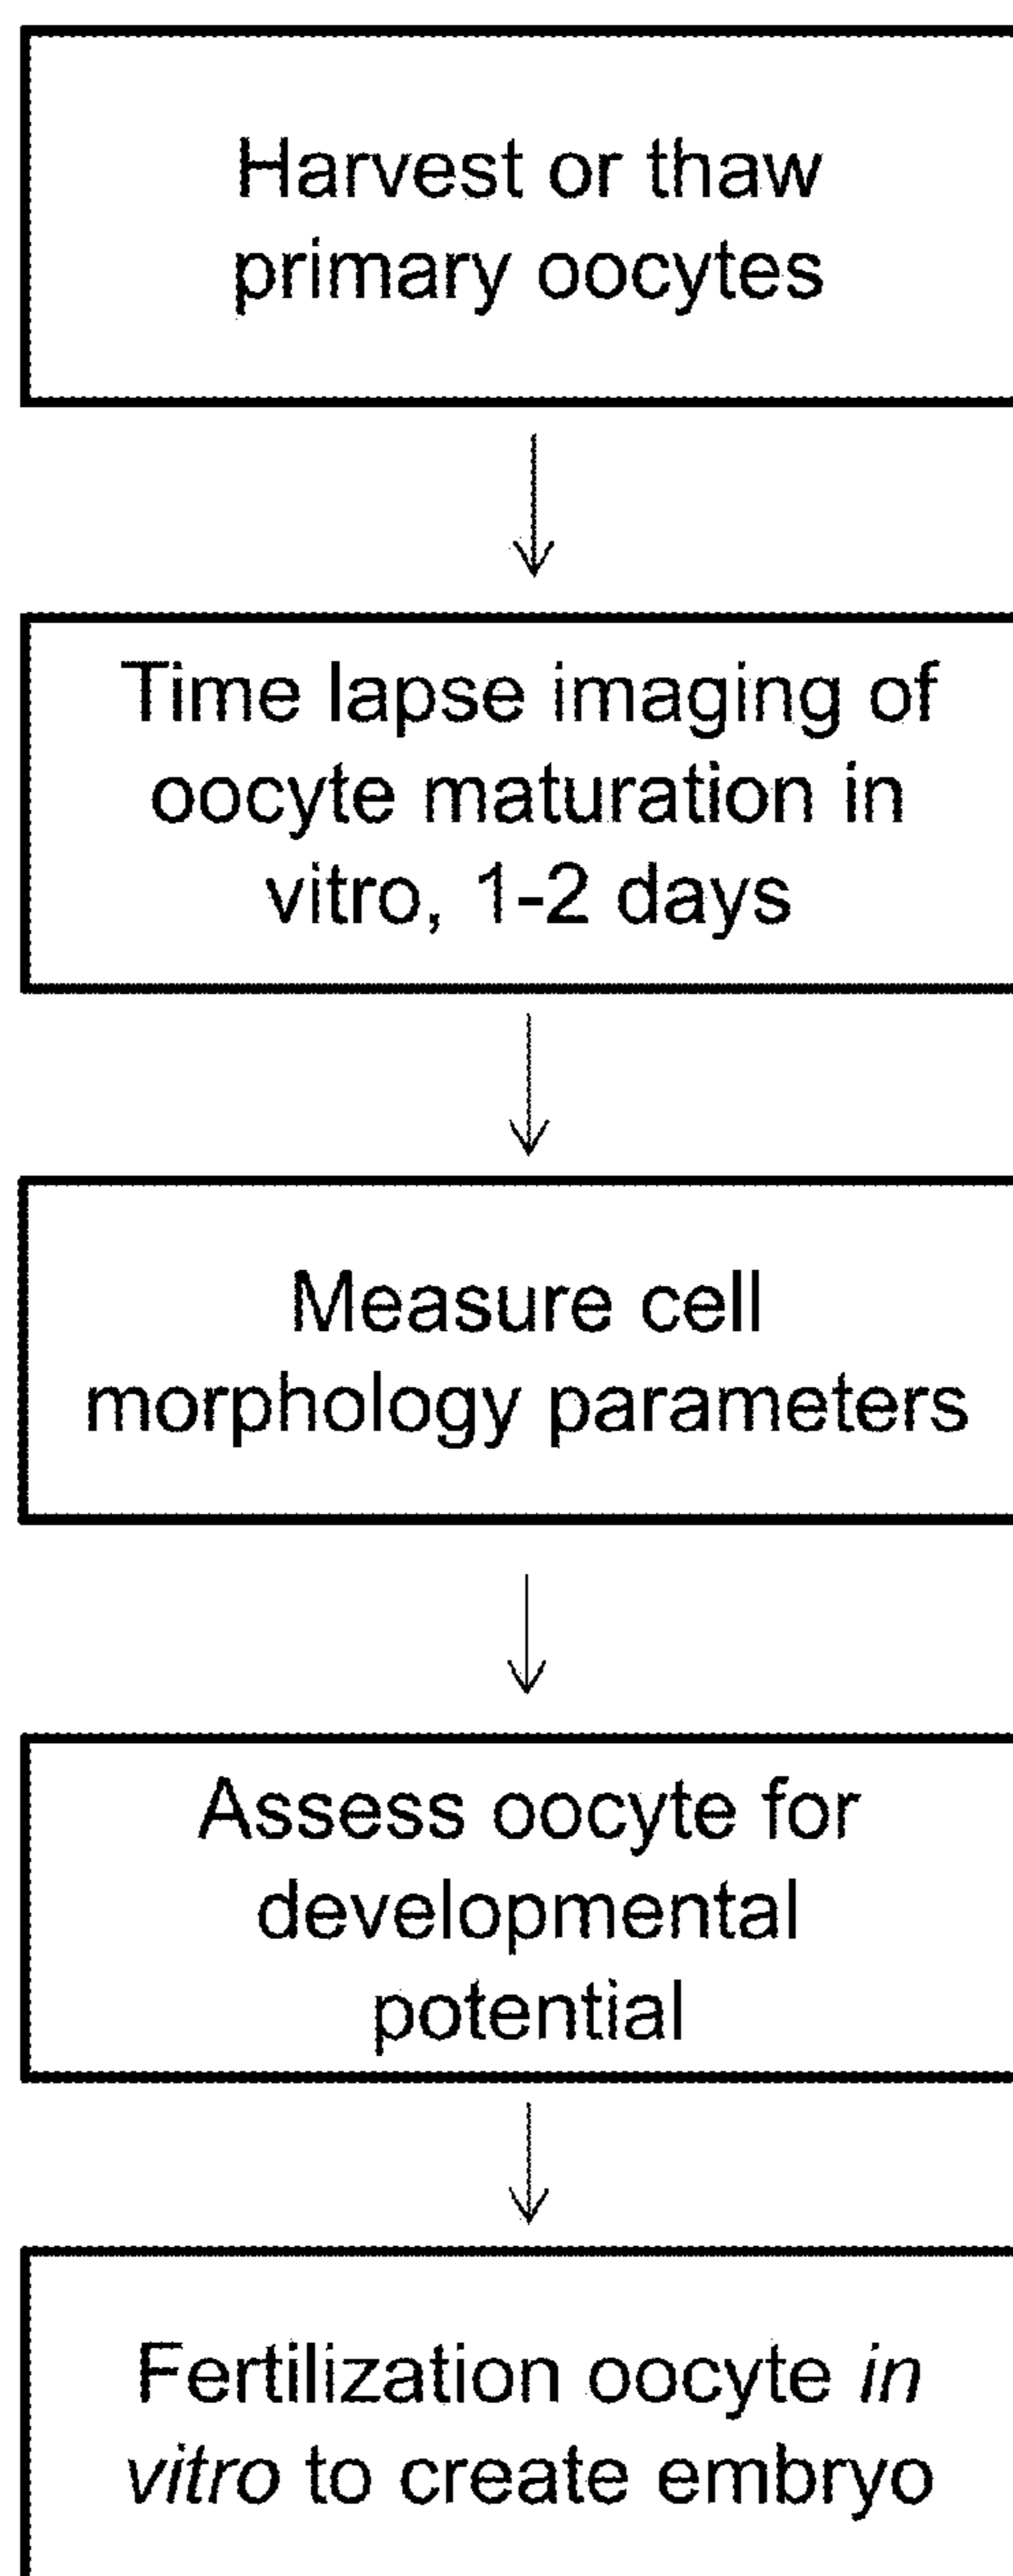 Harvest or thaw
primary oocytes
Time lapse imaging of
oocyte maturation in
vitro, 1-2 days
Measure cell
morphology parameters
Assess oocyte for
developmental
potential
Fertilization oocyte in
vitro to create embryo